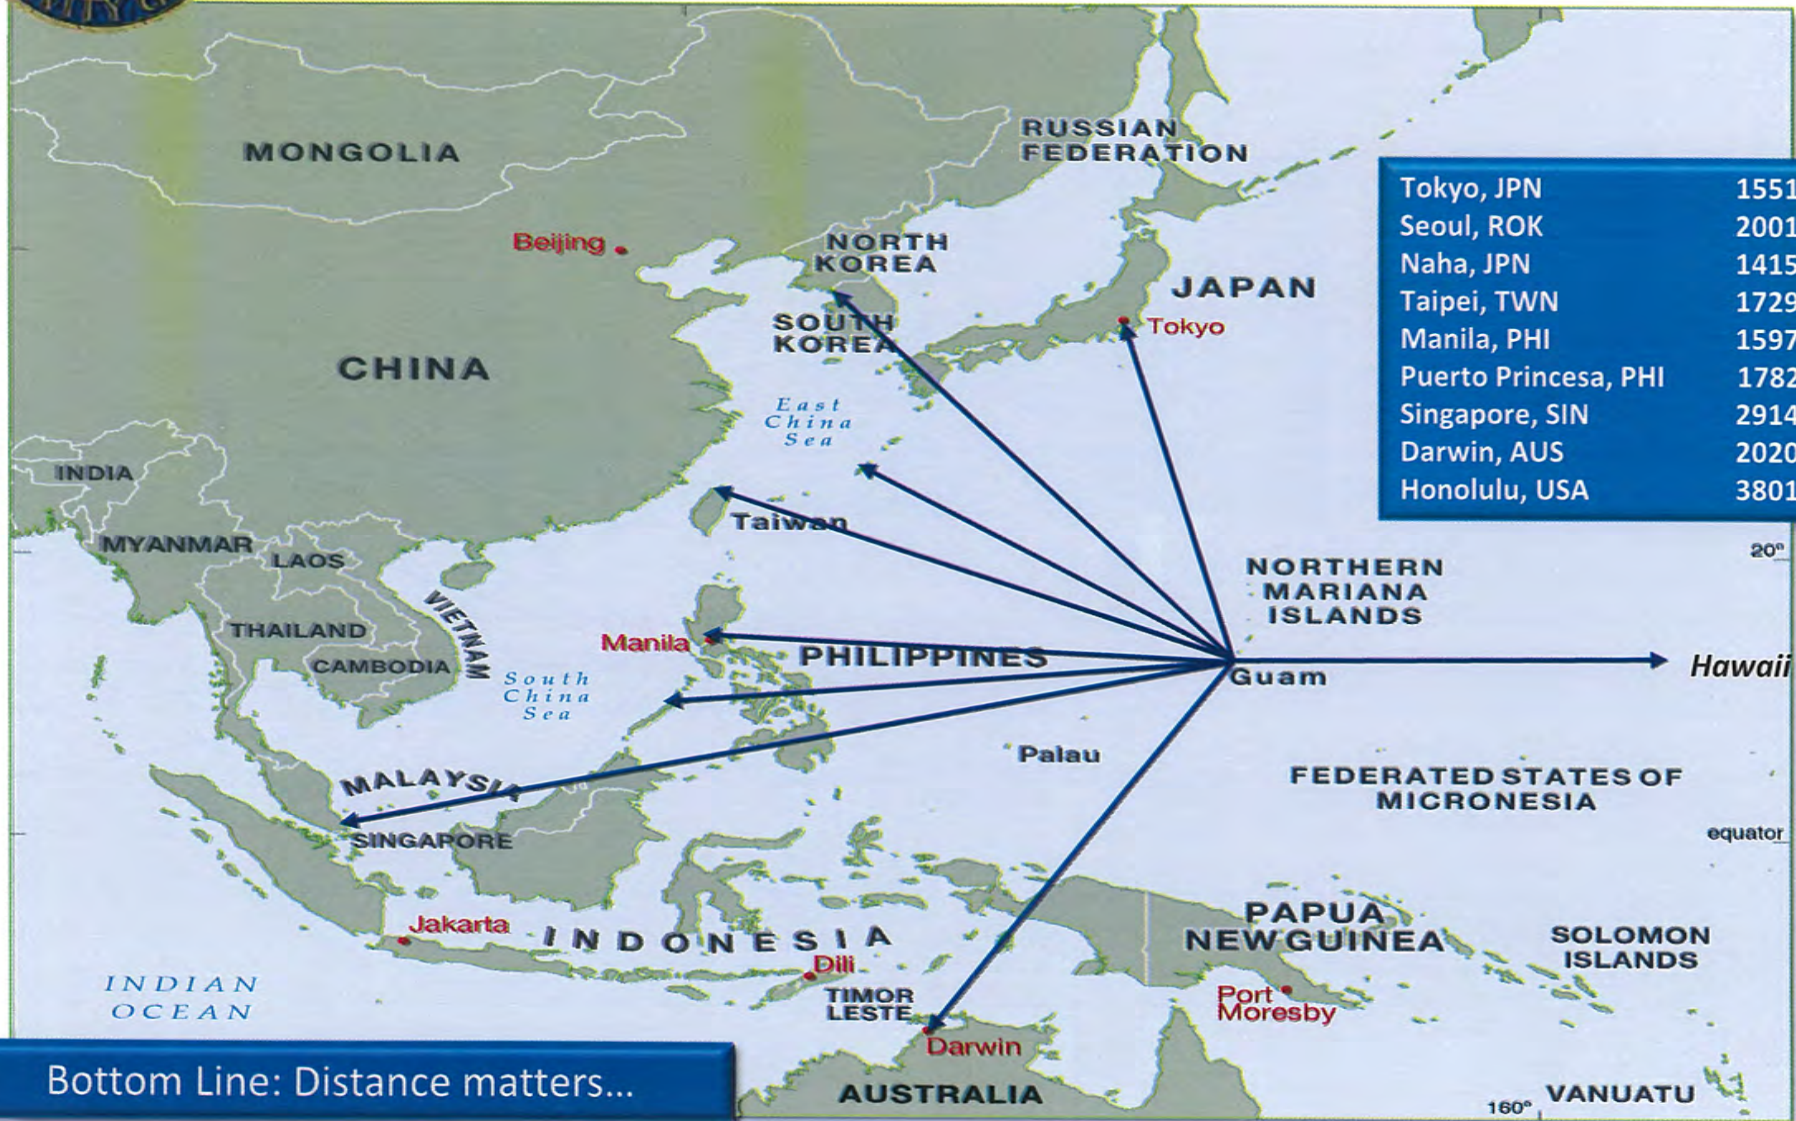 MONGOLIA
RUSSIAN
FEDERATION
Tokyo, JPN 1551
Seoul, ROK 2001
Naha, JPN 1415
Taipei, TWN 1729
Manila, PHI 1597
Puerto Princesa, PHI 1782
Singapore, SIN 2914
Darwin, AUS 2020
Honolulu, USA 3801
Beijing
NORTH
KOREA
JAPAN
SOUTH
KOREA
Tokyo
CHINA
East
China
Sea
INDIA
Taiwan
MYANMAR
LAOS
20°
NORTHERN
MARIANA
ISLANDS
VIETNAM
THAILAND
Manila
PHILIPPINES
CAMBODIA
Guam
Hawaii
South
China
Sea
Palau
MALAYSIA
FEDERATED STATES OF
MICRONESIA
SINGAPORE
equator
Jakarta
INDONESIA
PAPUA
NEW GUINEA
SOLOMON
ISLANDS
Dili
INDIAN
OCEAN
TIMOR
LESTE
Port
Moresby
Darwin
Bottom Line: Distance matters...
AUSTRALIA
160°
VANUATU